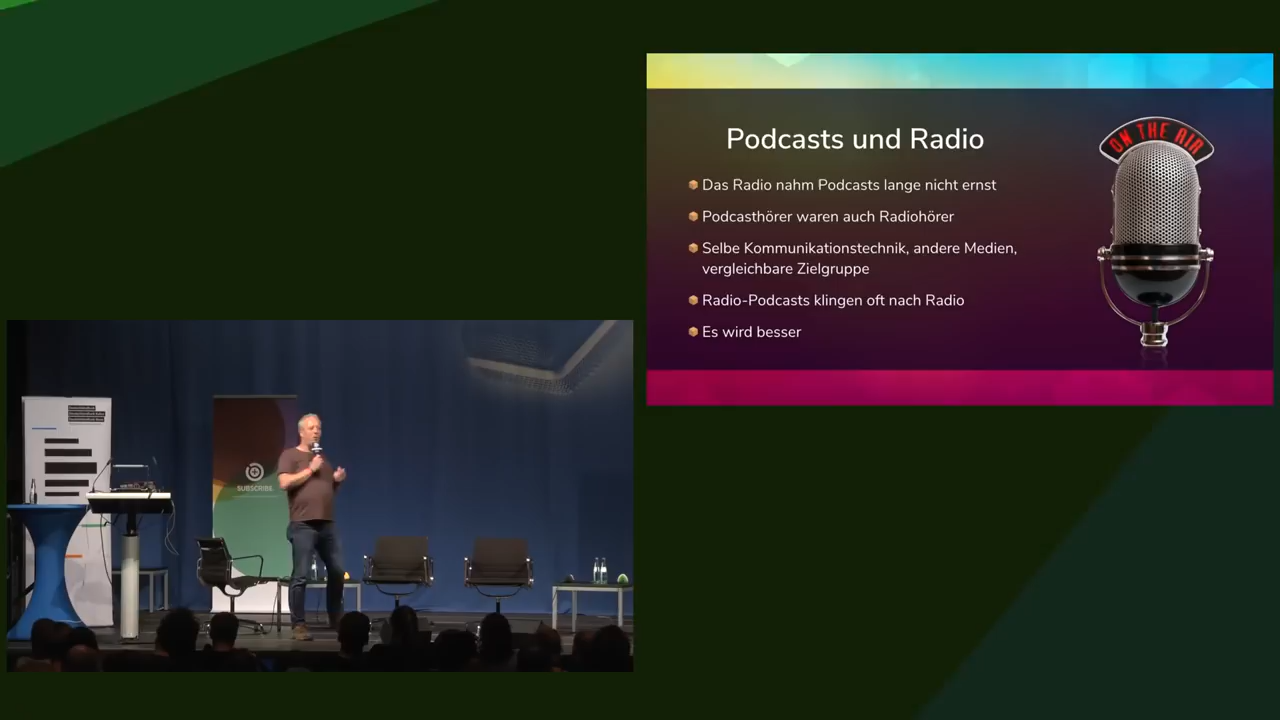 Podcasts und Radio
ON THE AIR
Das Radio nahm Podcasts lange nicht ernst
Podcasthörer waren auch Radiohörer
Selbe Kommunikationstechnik, andere Medien,
vergleichbare Zielgruppe
Radio-Podcasts klingen oft nach Radio
Es wird besser
SUBSCRIBE